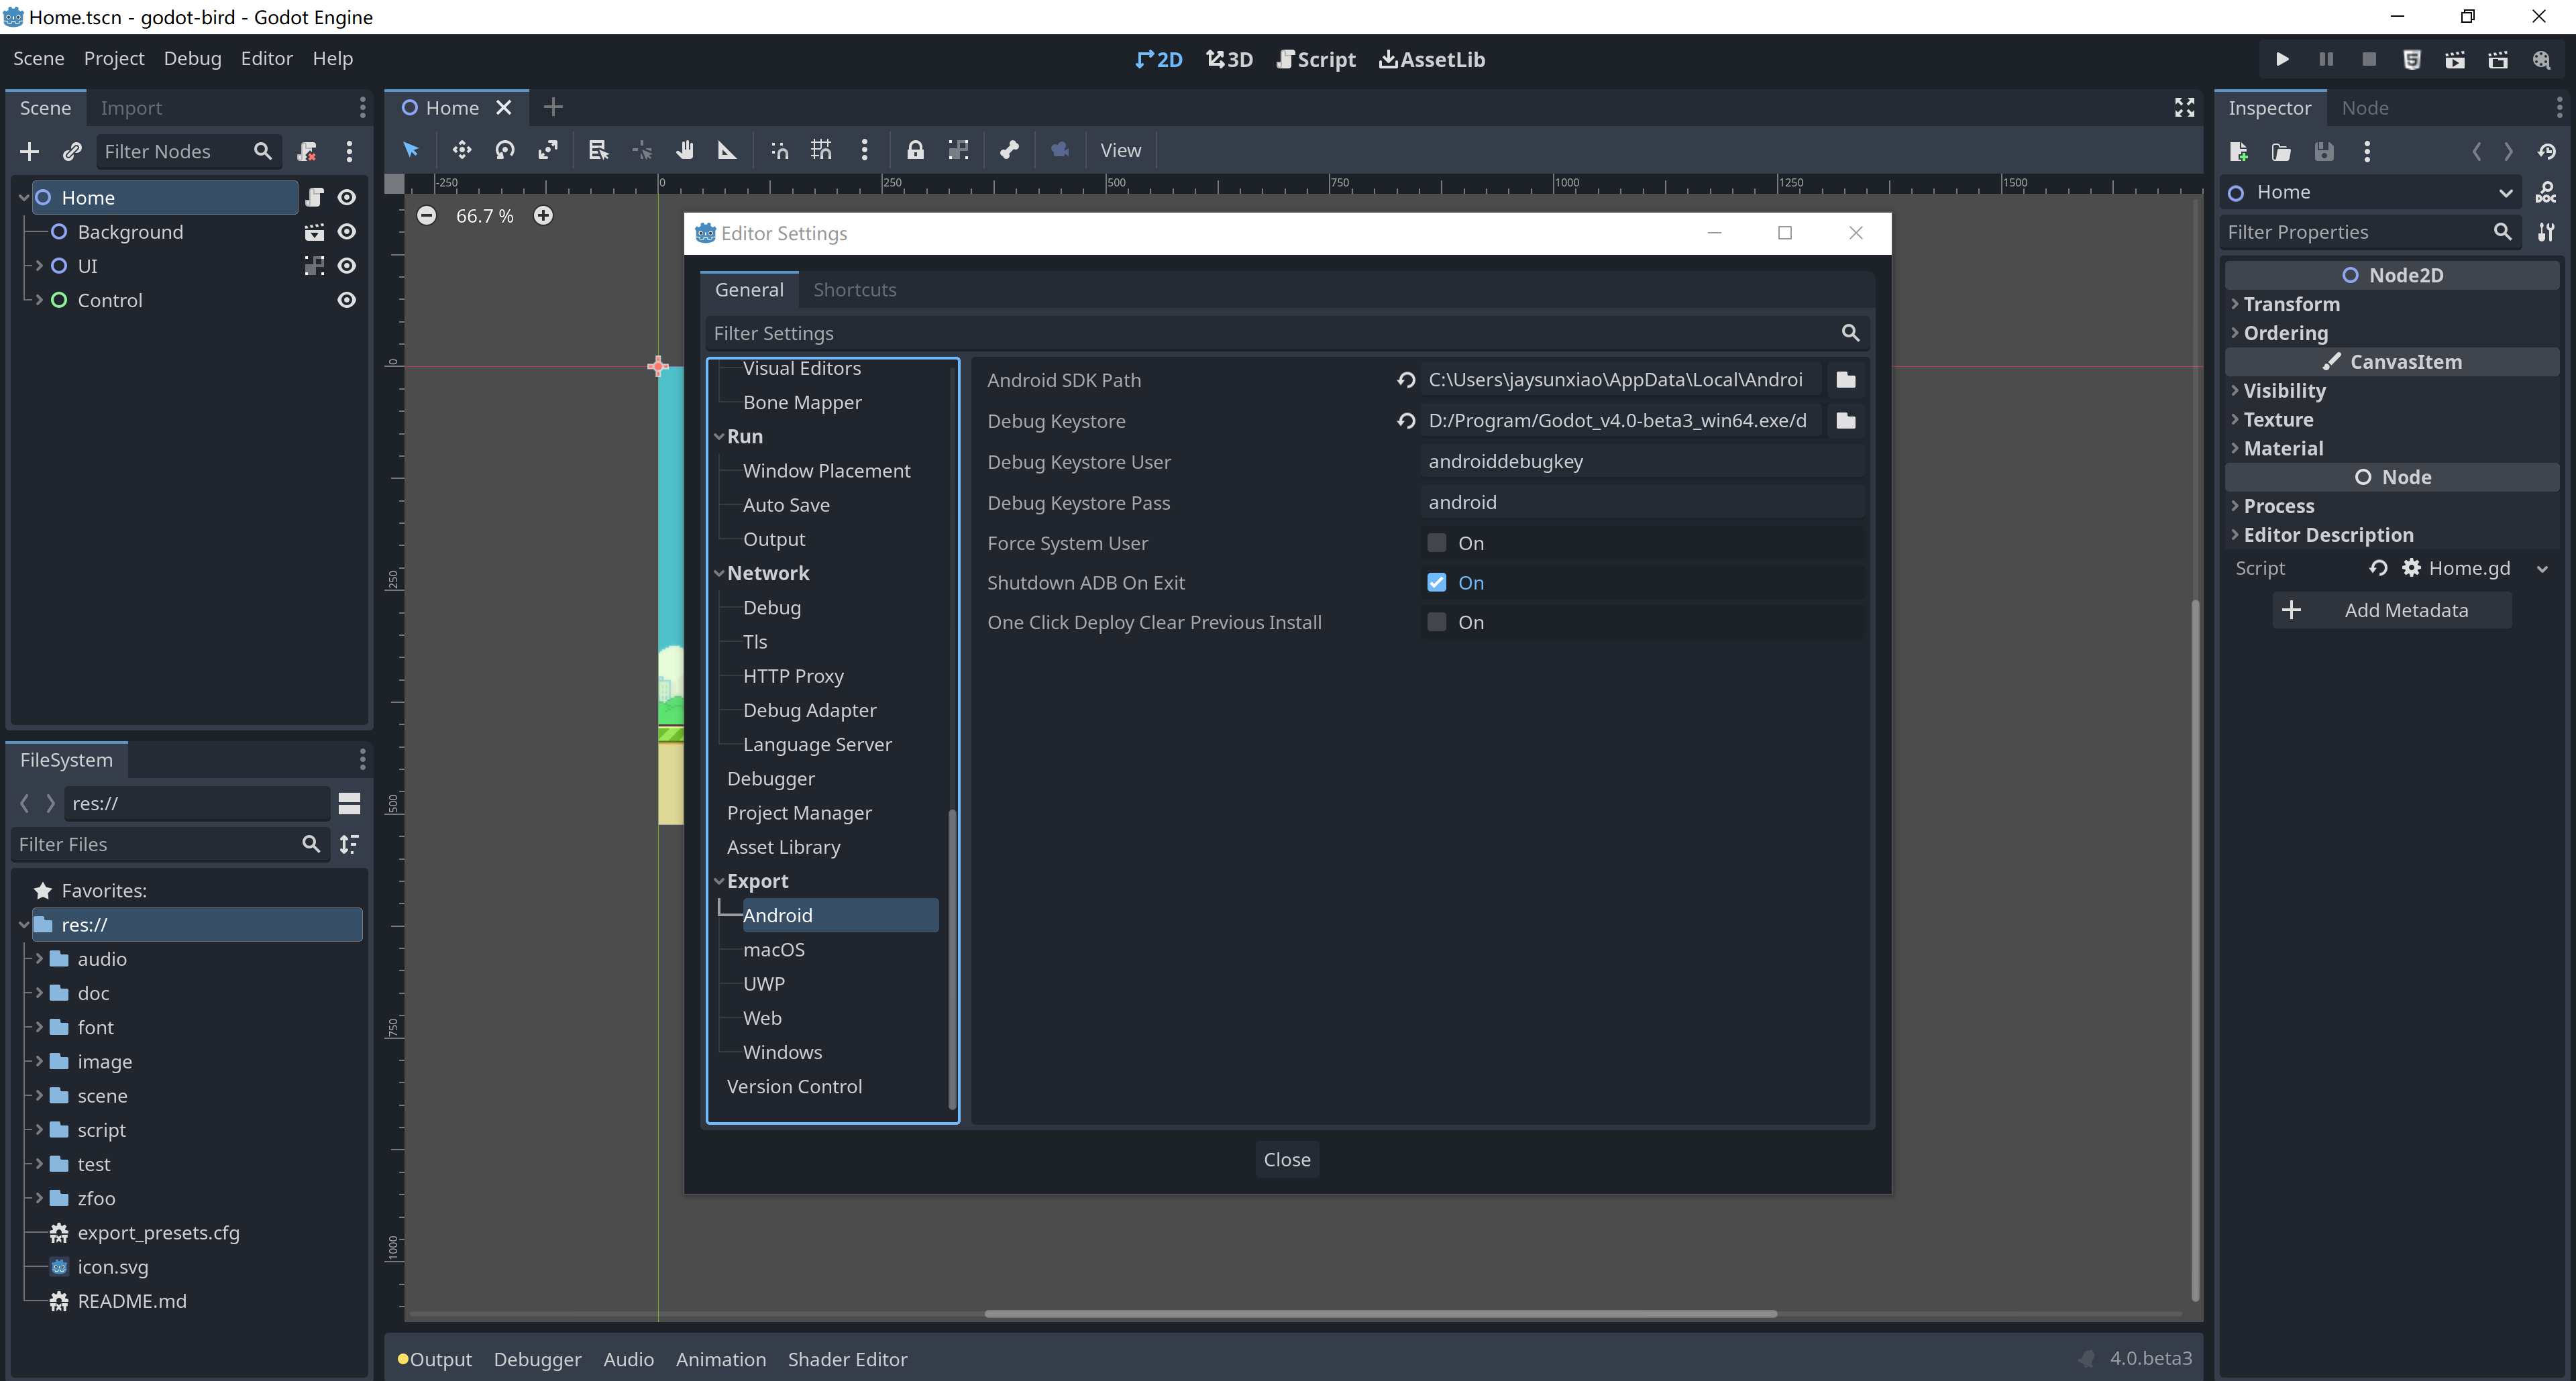 Home.tscn - godot-bird - Godot Engine
Scene Project Debug Editor Help
2D 3D Script AssetLib
Scene Import
Filter Nodes
Home
Background
UI
Control
FileSystem
res://
Filter Files
Favorites:
res://
audio
doc
font
image
scene
script
test
zfoo
export_presets.cfg
icon.svg
README.md
Home
View
-250 0 250 500 750 1000 1250 1500
0
250
500
750
1000
66.7 %
Editor Settings
General Shortcuts
Filter Settings
Visual Editors
Bone Mapper
Run
Window Placement
Auto Save
Output
Network
Debug
Tls
HTTP Proxy
Debug Adapter
Language Server
Debugger
Project Manager
Asset Library
Export
Android
macOS
UWP
Web
Windows
Version Control
Android SDK Path C:\Users\jaysunxiao\AppData\Local\Androi
Debug Keystore D:/Program/Godot_v4.0-beta3_win64.exe/d
Debug Keystore User androiddebugkey
Debug Keystore Pass android
Force System User On
Shutdown ADB On Exit On
One Click Deploy Clear Previous Install On
Close
Output Debugger Audio Animation Shader Editor
4.0.beta3
Inspector Node
Home
DOC
Filter Properties
Node2D
Transform
Ordering
CanvasItem
Visibility
Texture
Material
Node
Process
Editor Description
Script Home.gd
Add Metadata